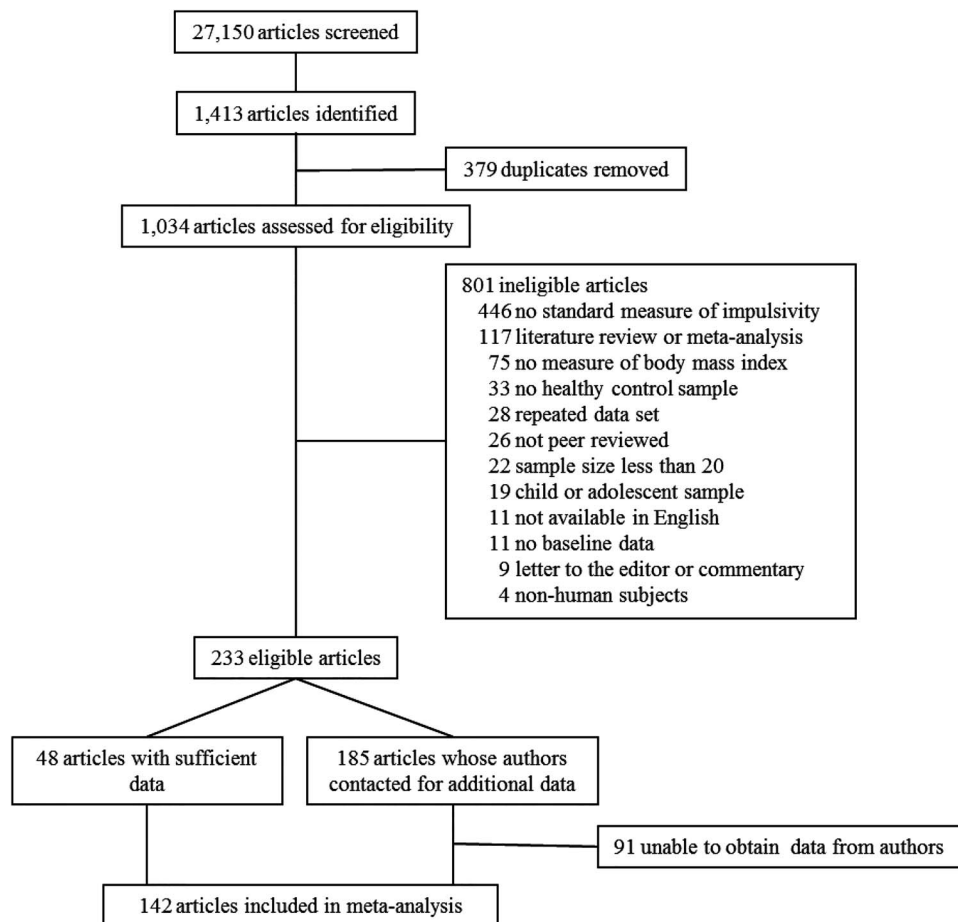 27,150 articles screened
1,413 articles identified
379 duplicates removed
1,034 articles assessed for eligibility
801 ineligible articles
446 no standard measure of impulsivity
117 literature review or meta-analysis
75 no measure of body mass index
33 no healthy control sample
28 repeated data set
26 not peer reviewed
22 sample size less than 20
19 child or adolescent sample
11 not available in English
11 no baseline data
9 letter to the editor or commentary
4 non-human subjects
233 eligible articles
48 articles with sufficient
data
185 articles whose authors
contacted for additional data
91 unable to obtain data from authors
142 articles included in meta-analysis